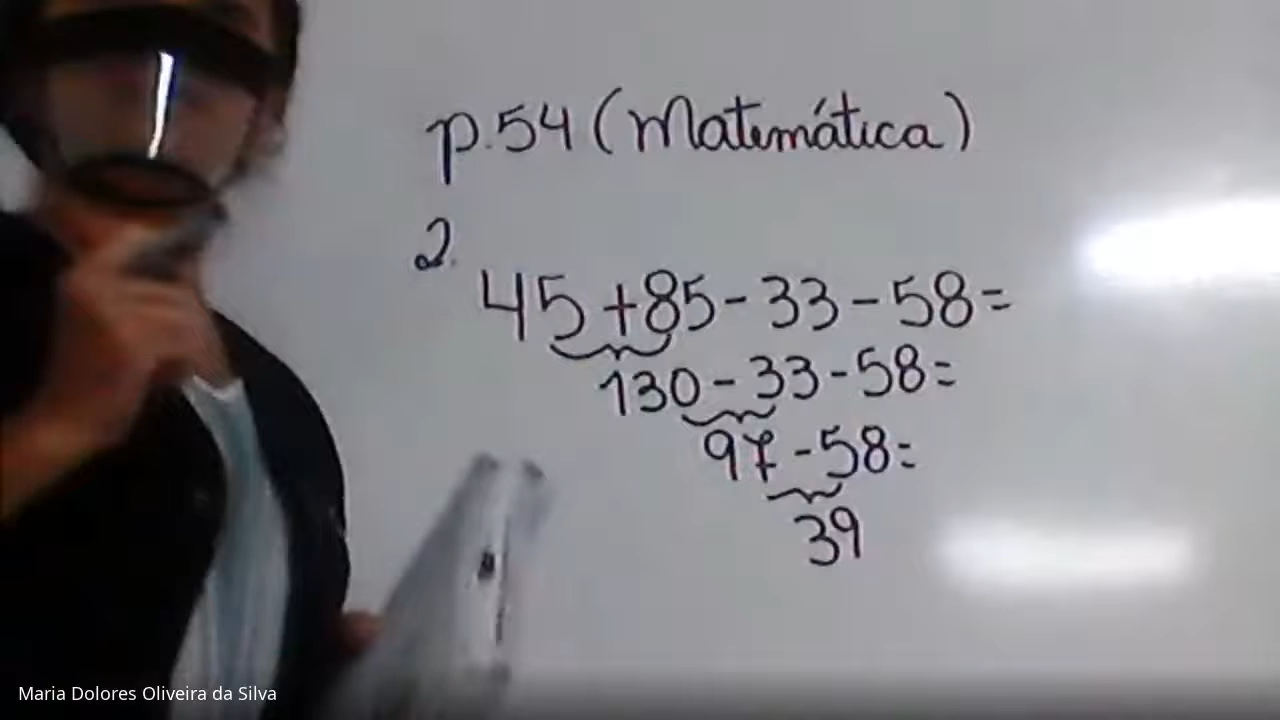 p.54 (Matemática)
2.
45+85-33-58=
130-33-58=
97-58=
39
Maria Dolores Oliveira da Silva